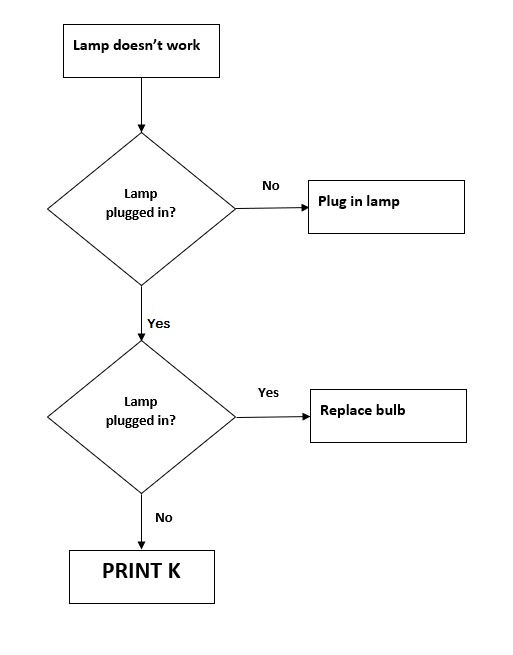 Lamp doesn’t work
Lamp
plugged in?
No
Plug in lamp
Yes
Lamp
plugged in?
Yes
Replace bulb
No
PRINT K